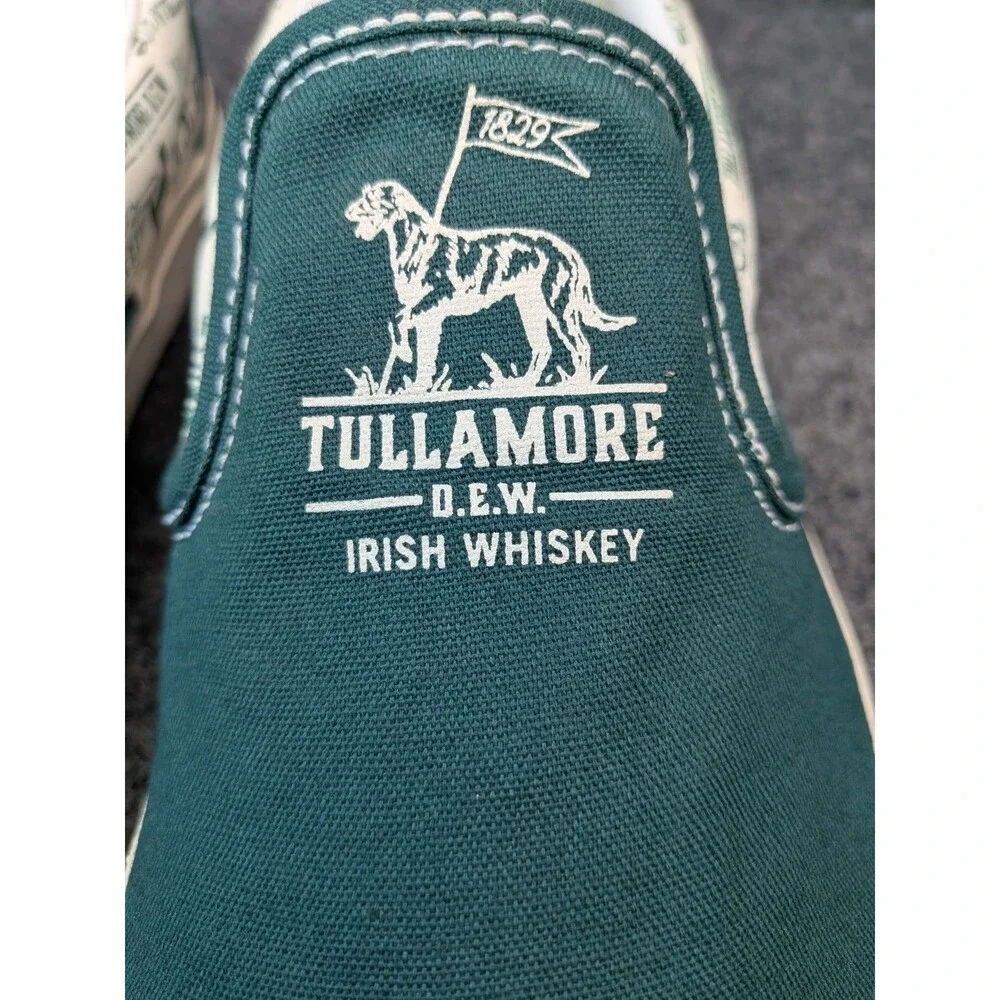 1829
TULLAMORE
D.E.W.
IRISH WHISKEY